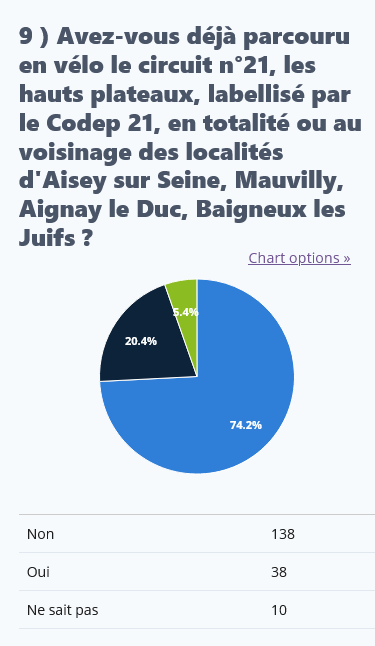 9 ) Avez-vous déjà parcouru
en vélo le circuit n°21, les
hauts plateaux, labellisé par
le Codep 21, en totalité ou au
voisinage des localités
d'Aisey sur Seine, Mauvilly,
Aignay le Duc, Baigneux les
Juifs ?
Chart options »
5.4%
20.4%
74.2%
Non 138
Oui 38
Ne sait pas 10